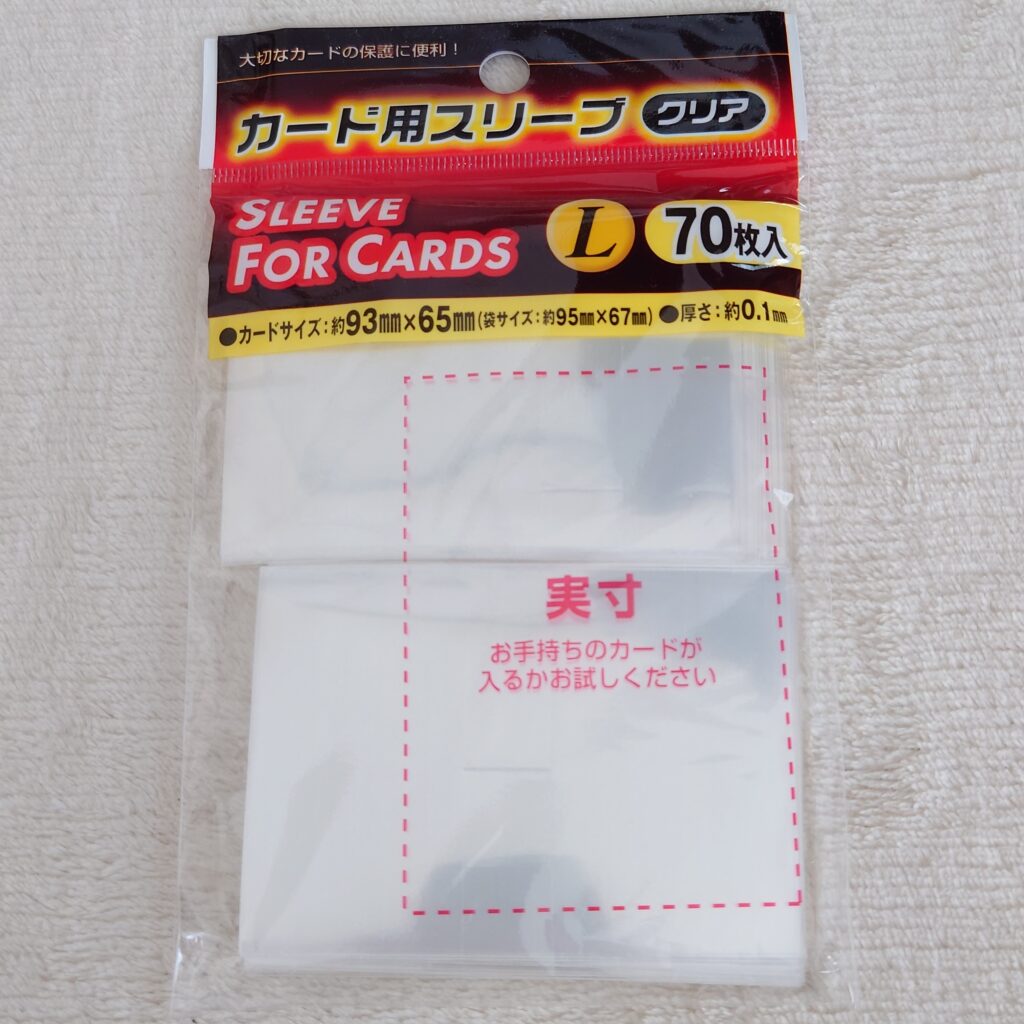 大切なカードの保護に便利！
カード用スリーブ クリア
SLEEVE
FOR CARDS
L 70枚入
●カードサイズ:約93mm×65mm(袋サイズ:約95mm×67mm) ●厚さ:約0.1mm
実寸
お手持ちのカードが
入るかお試しください